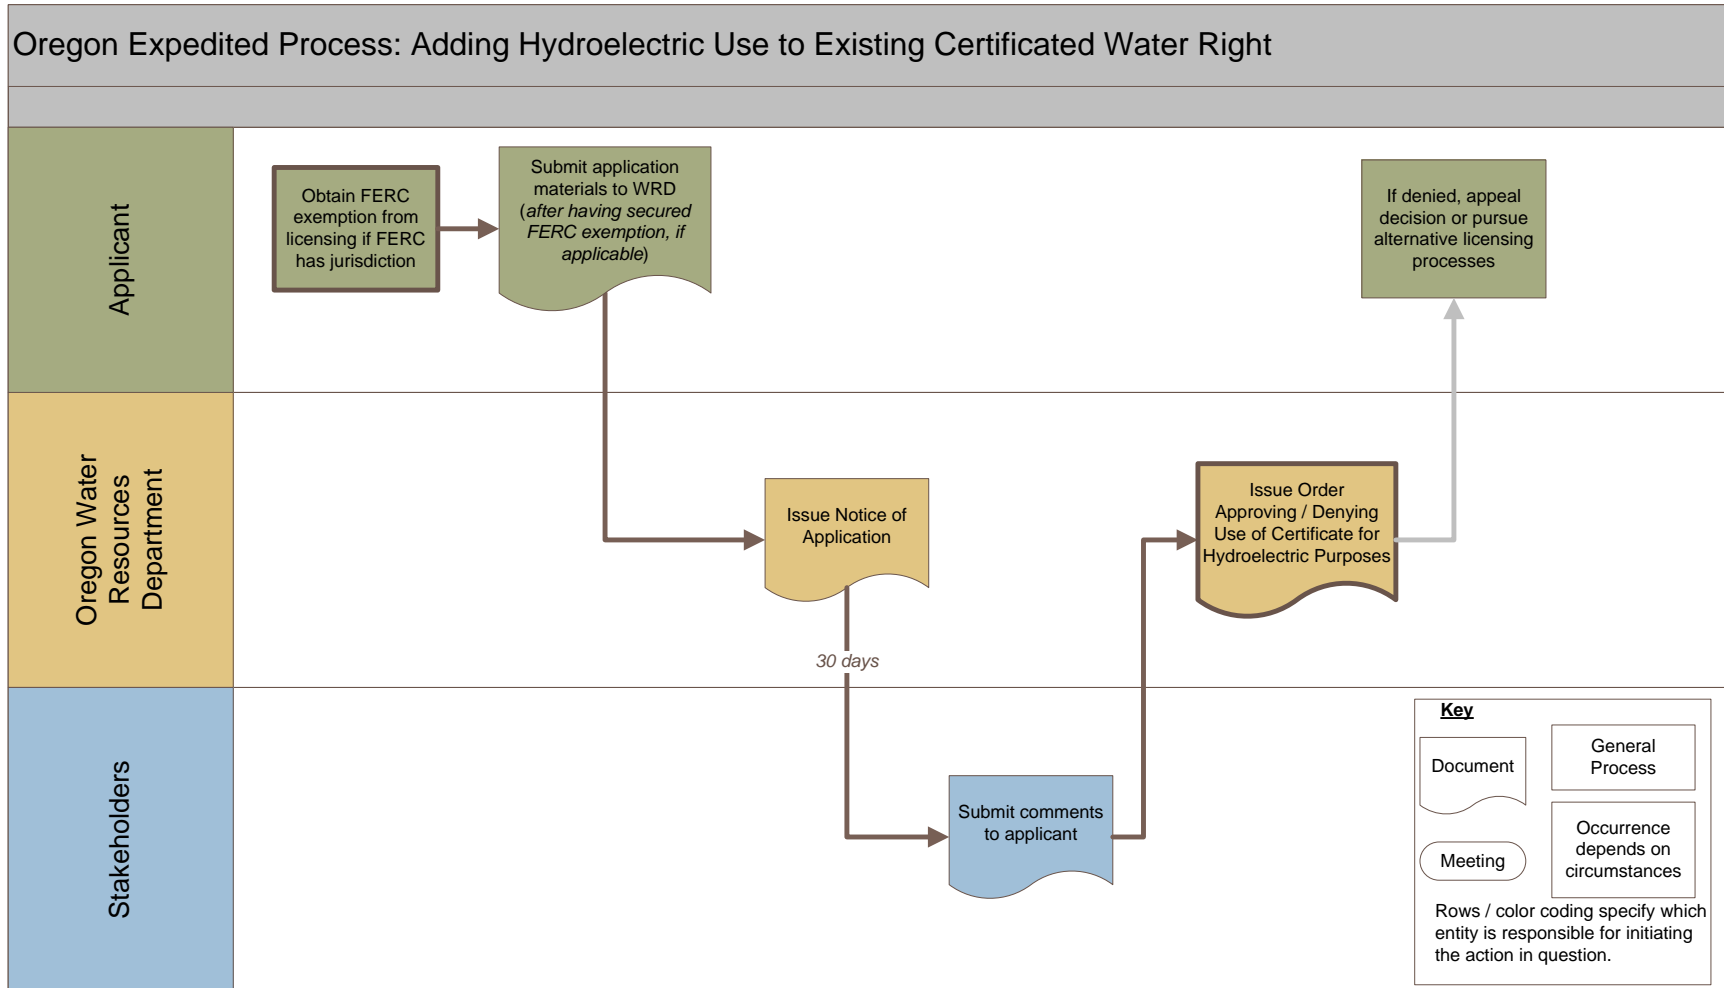 Oregon Expedited Process: Adding Hydroelectric Use to Existing Certificated Water Right
Applicant
Obtain FERC
exemption from
licensing if FERC
has jurisdiction
Submit application
materials to WRD
(after having secured
FERC exemption, if
applicable)
If denied, appeal
decision or pursue
alternative licensing
processes
Oregon Water
Resources
Department
Issue Notice of
Application
Issue Order
Approving / Denying
Use of Certificate for
Hydroelectric Purposes
30 days
Stakeholders
Submit comments
to applicant
Key
Document
General
Process
Meeting
Occurrence
depends on
circumstances
Rows / color coding specify which
entity is responsible for initiating
the action in question.